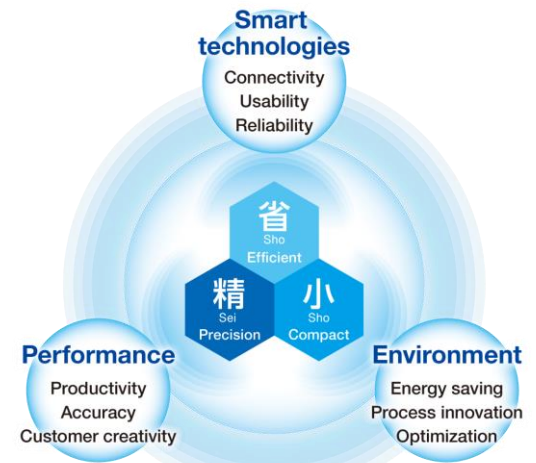 Smart
technologies
Connectivity
Usability
Reliability
省
Sho
Efficient
精
Sei
Precision
小
Sho
Compact
Performance
Productivity
Accuracy
Customer creativity
Environment
Energy saving
Process innovation
Optimization